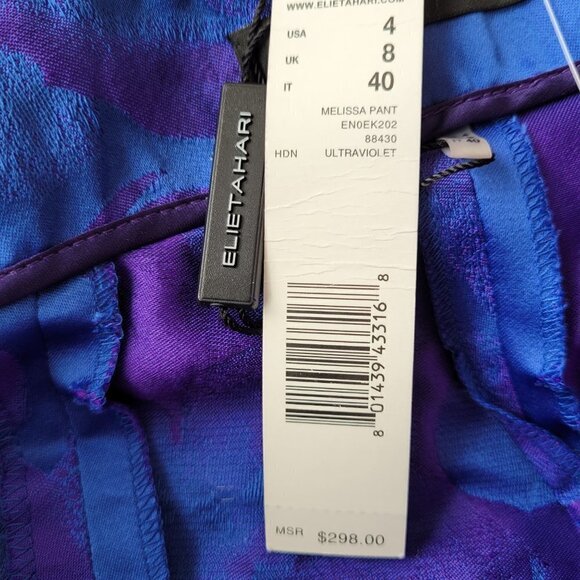 WWW.ELIETAHARI.COM
USA 4
UK 8
IT 40
MELISSA PANT
EN0EK202
88430
HDN ULTRAVIOLET
ELIETAHARI
8 01439 43316 8
MSR $298.00